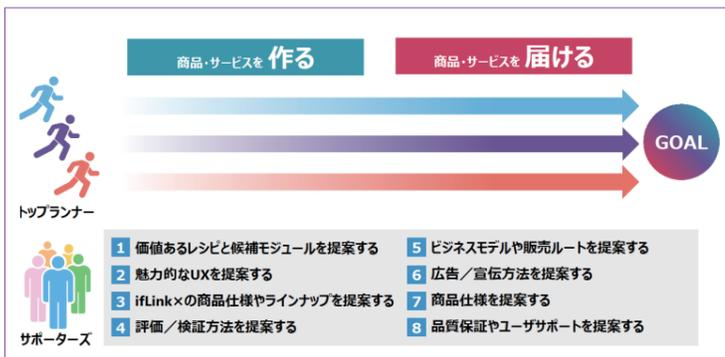 商品・サービスを 作る
商品・サービスを 届ける
GOAL
トップランナー
1 価値あるレシピと候補モジュールを提案する
2 魅力的なUXを提案する
3 ifLink×の商品仕様やラインナップを提案する
4 評価／検証方法を提案する
5 ビジネスモデルや販売ルートを提案する
6 広告／宣伝方法を提案する
7 商品仕様を提案する
8 品質保証やユーザサポートを提案する
サポーターズ